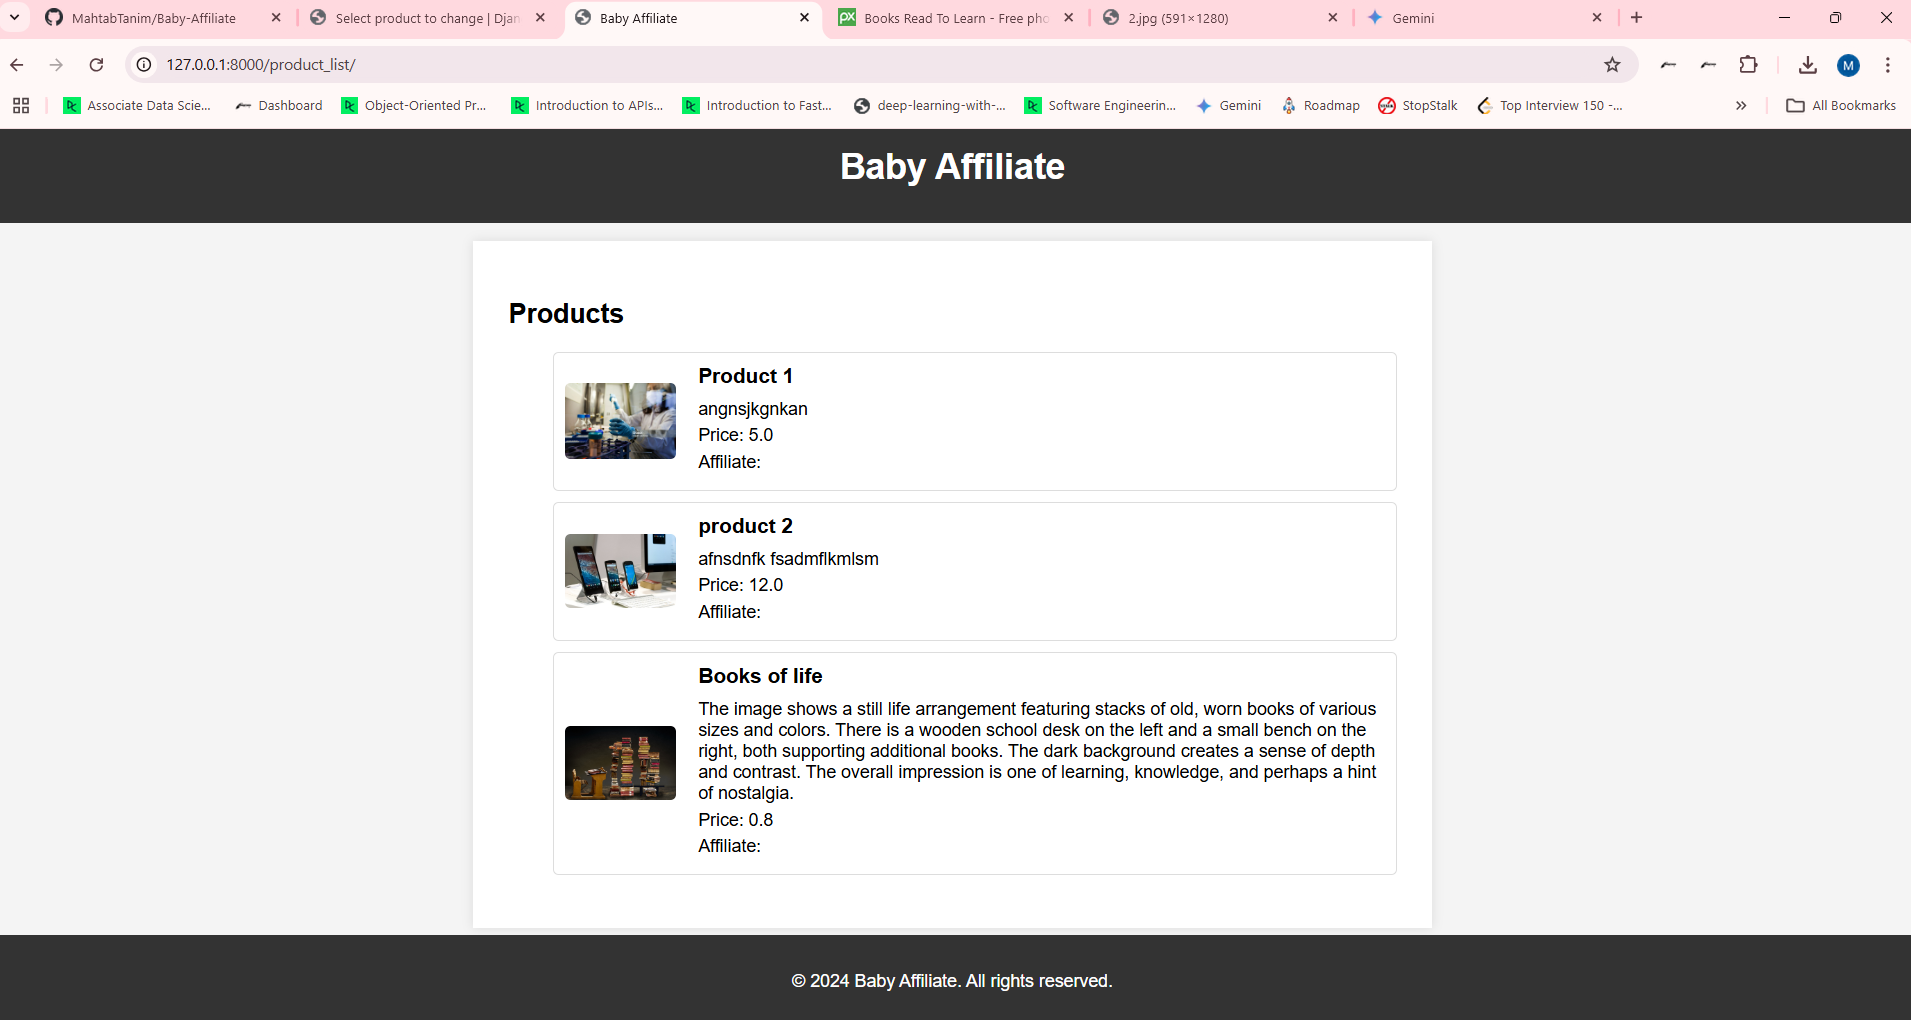 MahtabTanim/Baby-Affiliate
Select product to change | Djan
Baby Affiliate
Books Read To Learn - Free pho
2.jpg (591×1280)
Gemini
127.0.0.1:8000/product_list/
M
Associate Data Scie...
Dashboard
Object-Oriented Pr...
Introduction to APIs...
Introduction to Fast...
deep-learning-with-...
Software Engineerin...
Gemini
Roadmap
StopStalk
Top Interview 150 -...
All Bookmarks
Baby Affiliate
Products
Product 1
angnsjkgnkan
Price: 5.0
Affiliate:
product 2
afnsdnfk fsadmflkmlsm
Price: 12.0
Affiliate:
Books of life
The image shows a still life arrangement featuring stacks of old, worn books of various
sizes and colors. There is a wooden school desk on the left and a small bench on the
right, both supporting additional books. The dark background creates a sense of depth
and contrast. The overall impression is one of learning, knowledge, and perhaps a hint
of nostalgia.
Price: 0.8
Affiliate:
© 2024 Baby Affiliate. All rights reserved.